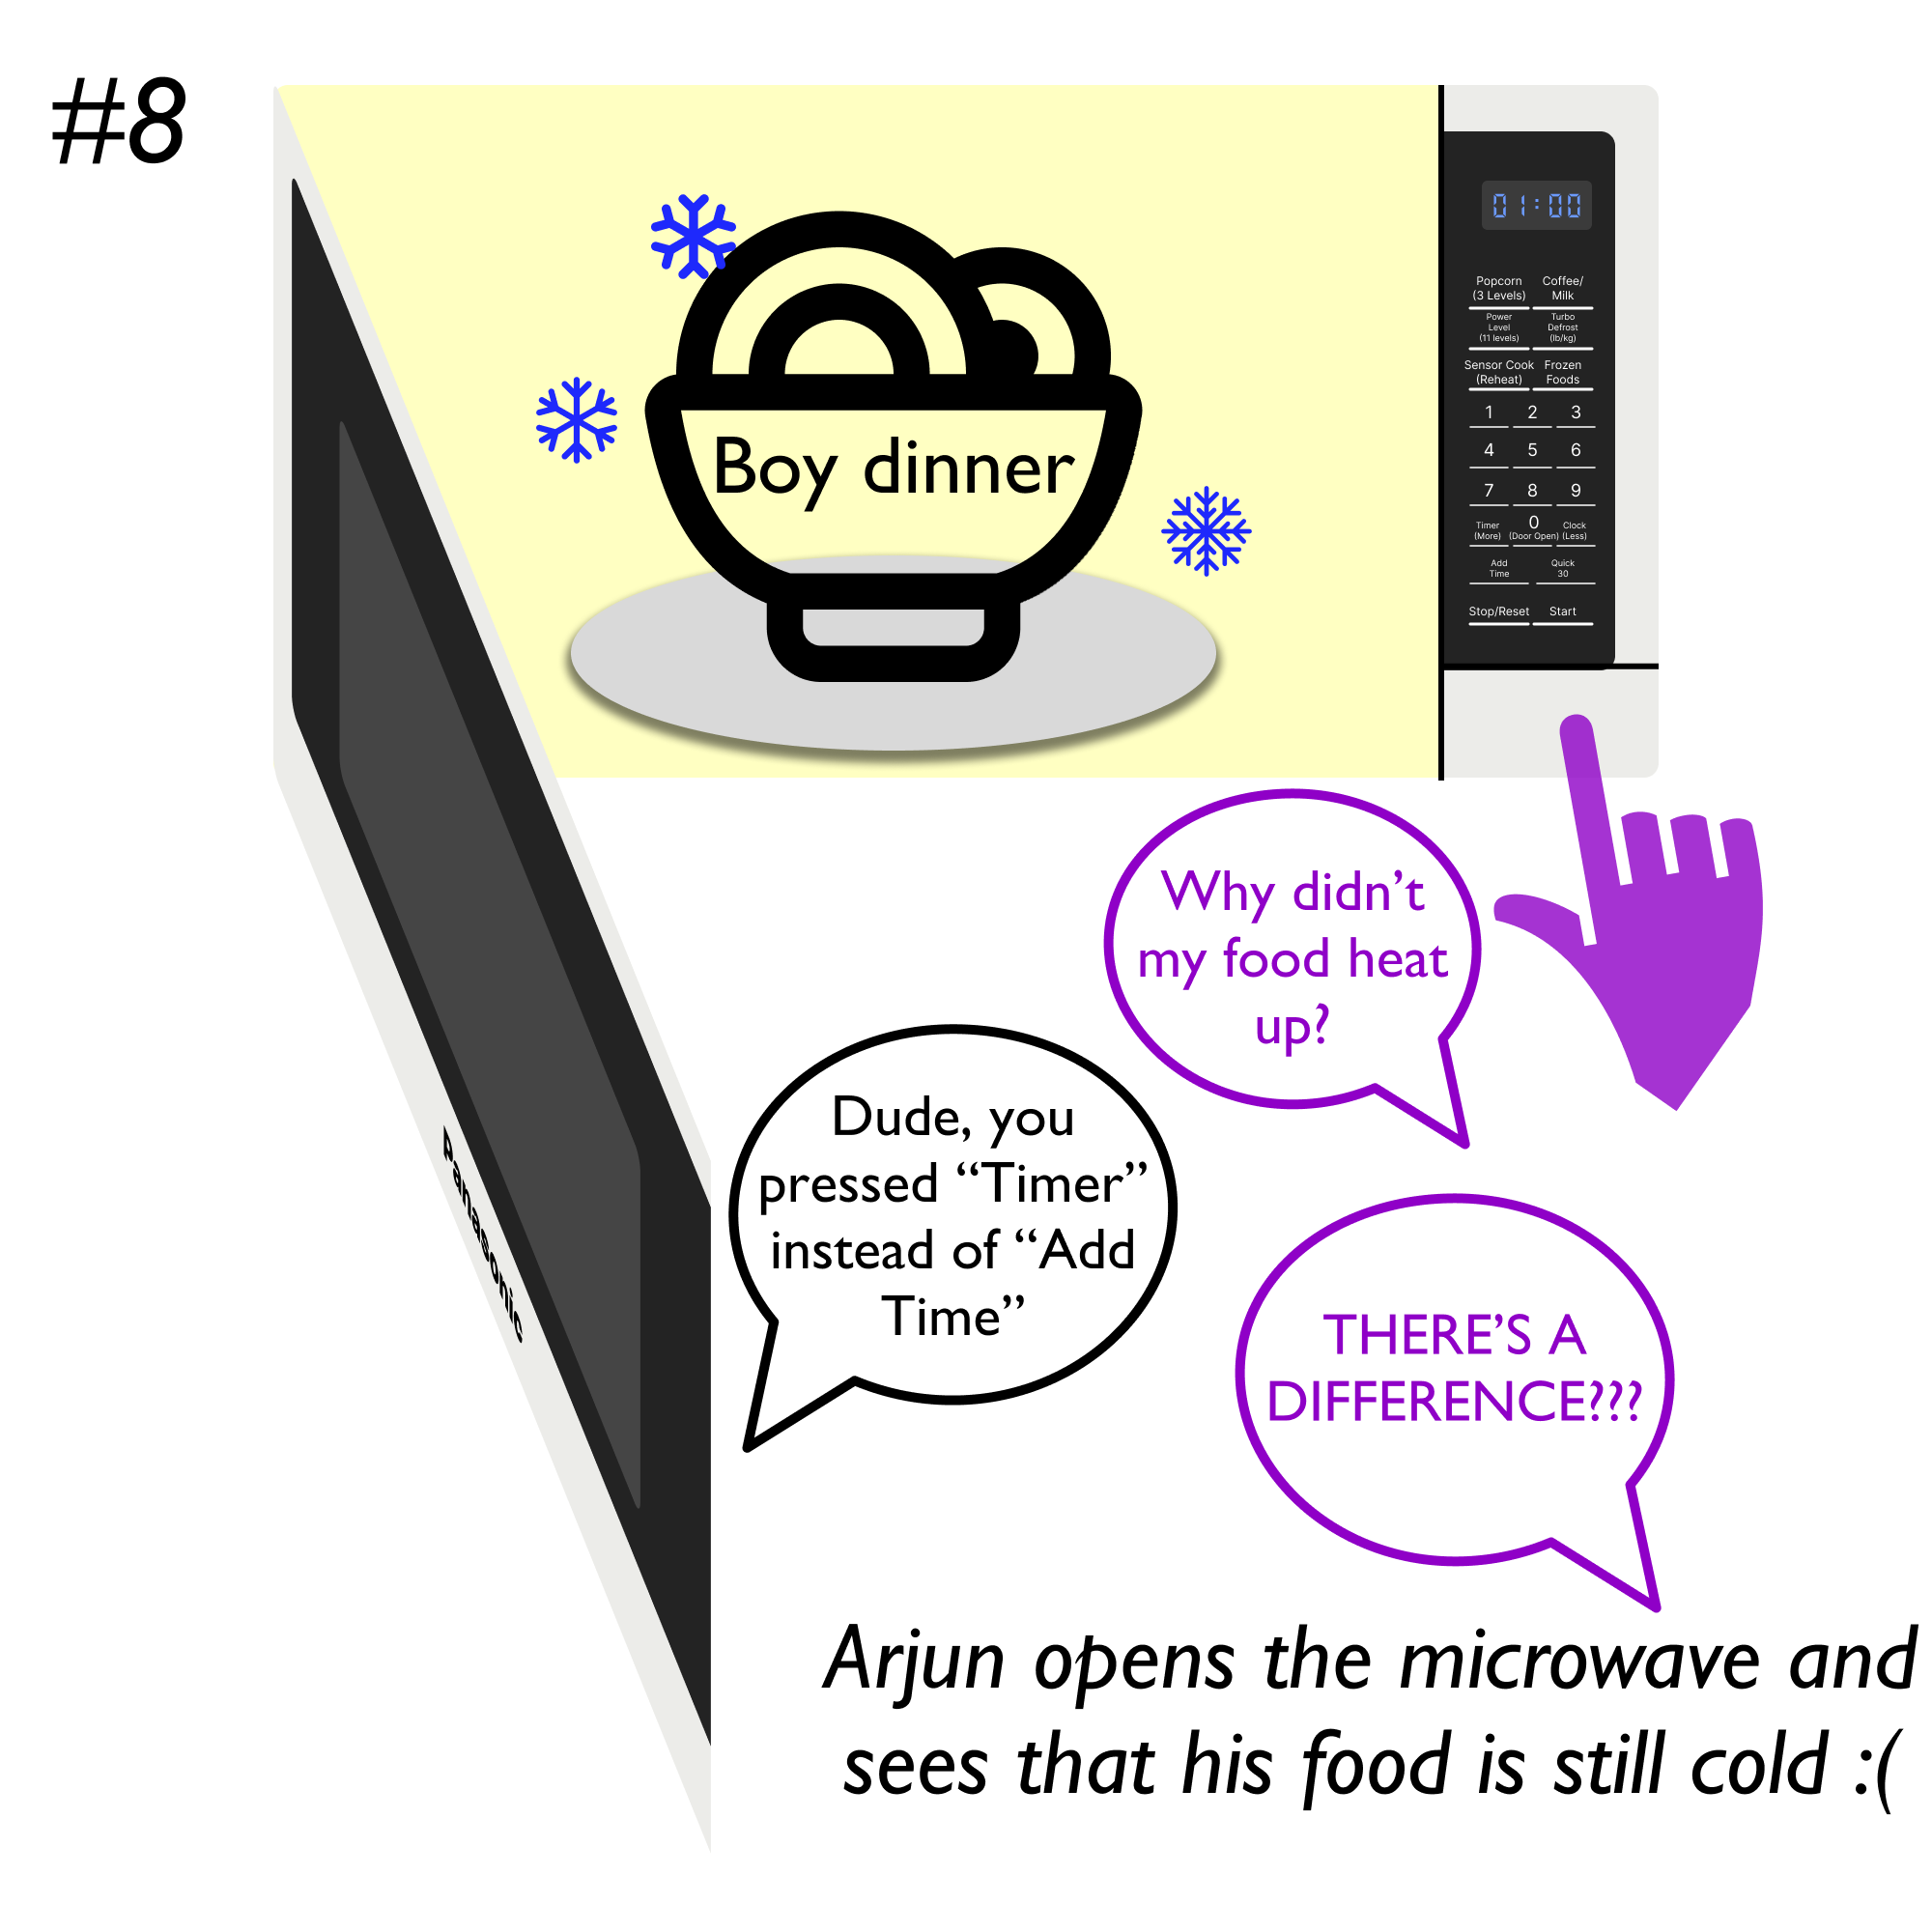 #8
01:00
Popcorn
(3 Levels)
Coffee/
Milk
Power
Level
(11 levels)
Turbo
Defrost
(lb/kg)
Sensor Cook
(Reheat)
Frozen
Foods
1 2 3
4 5 6
7 8 9
Timer
(More)
0
(Door Open)
Clock
(Less)
Add
Time
Quick
30
Stop/Reset
Start
Boy dinner
Why didn’t
my food heat
up?
Dude, you
pressed “Timer”
instead of “Add
Time”
THERE’S A
DIFFERENCE???
Arjun opens the microwave and
sees that his food is still cold :(